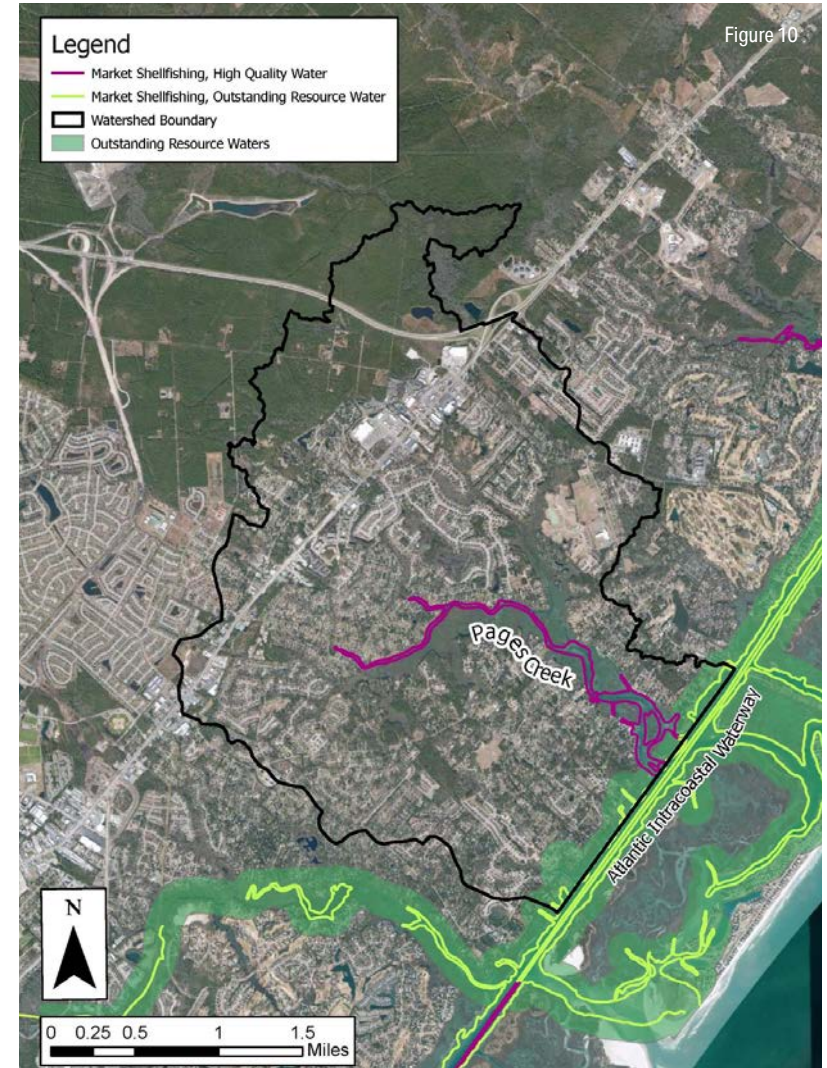 Figure 10
Legend
Market Shellfishing, High Quality Water
Market Shellfishing, Outstanding Resource Water
Watershed Boundary
Outstanding Resource Waters
Pages Creek
Atlantic Intracoastal Waterway
N
0 0.25 0.5 1 1.5
Miles